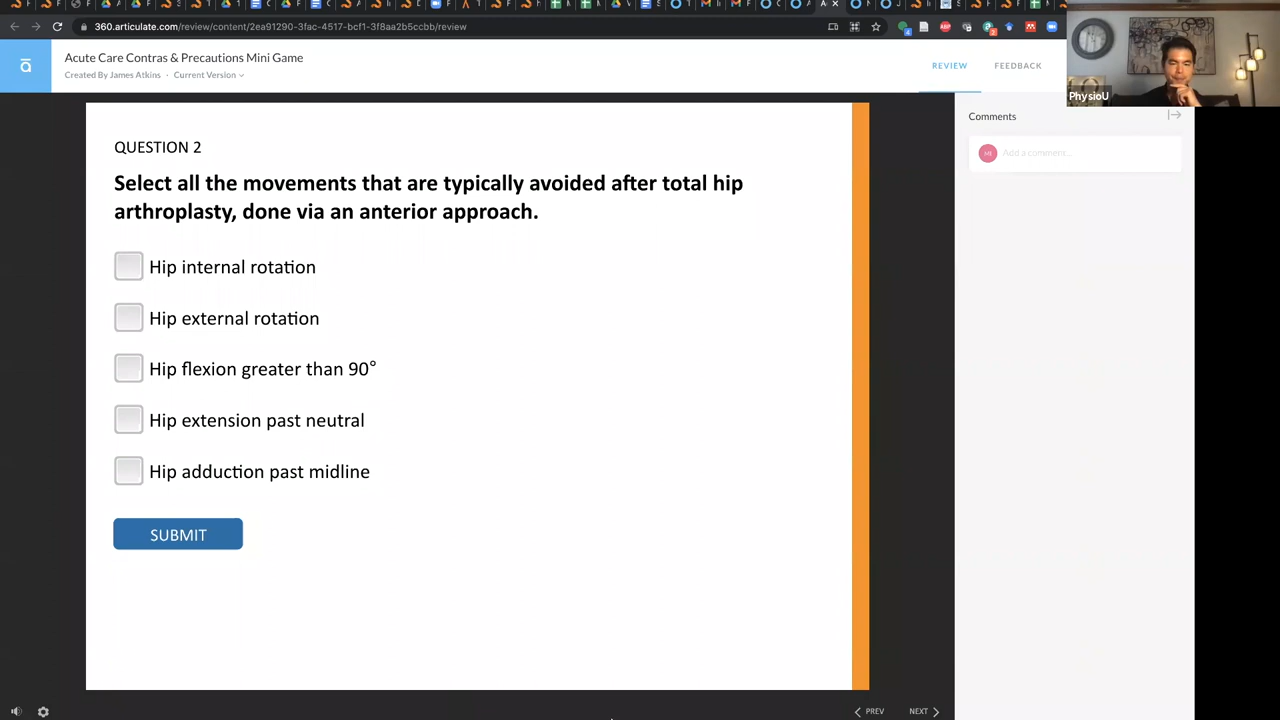 360.articulate.com/review/content/2ea91290-3fac-4517-bcf1-3f8aa2b5ccbb/review
ā
Acute Care Contras & Precautions Mini Game
Created By James Atkins · Current Version
REVIEW
FEEDBACK
PhysioU
Comments
Add a comment...
QUESTION 2
Select all the movements that are typically avoided after total hip
arthroplasty, done via an anterior approach.
Hip internal rotation
Hip external rotation
Hip flexion greater than 90°
Hip extension past neutral
Hip adduction past midline
SUBMIT
PREV
NEXT